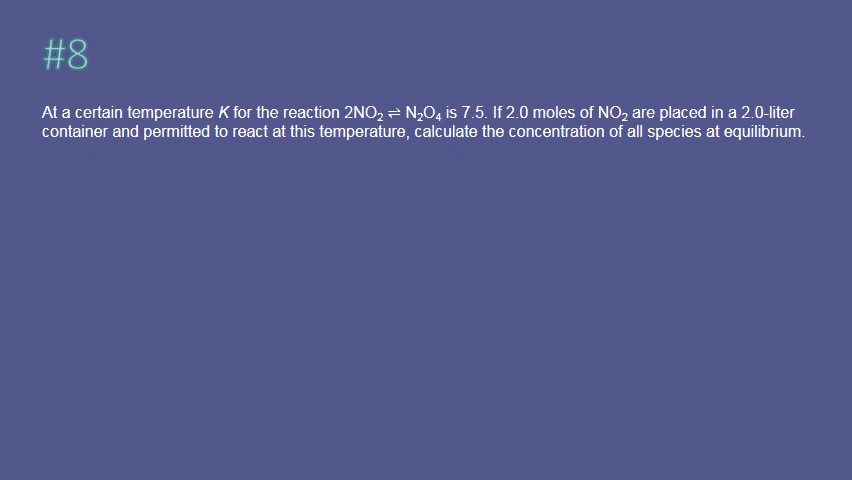 #8
At a certain temperature K for the reaction 2NO₂ ⇌ N₂O₄ is 7.5. If 2.0 moles of NO₂ are placed in a 2.0-liter
container and permitted to react at this temperature, calculate the concentration of all species at equilibrium.